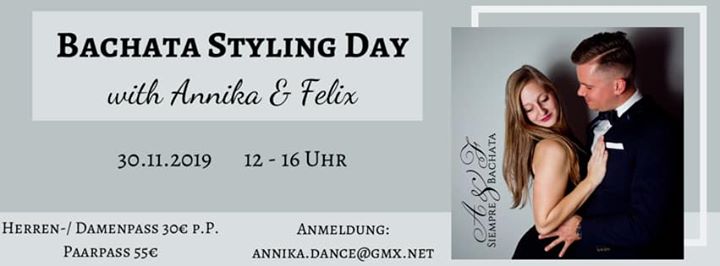 Bachata Styling Day
with Annika & Felix
30.11.2019 12 - 16 Uhr
Herren-/ Damenpass 30€ p.P.
Paarpass 55€
Anmeldung:
annika.dance@gmx.net
A & F
Siempre Bachata